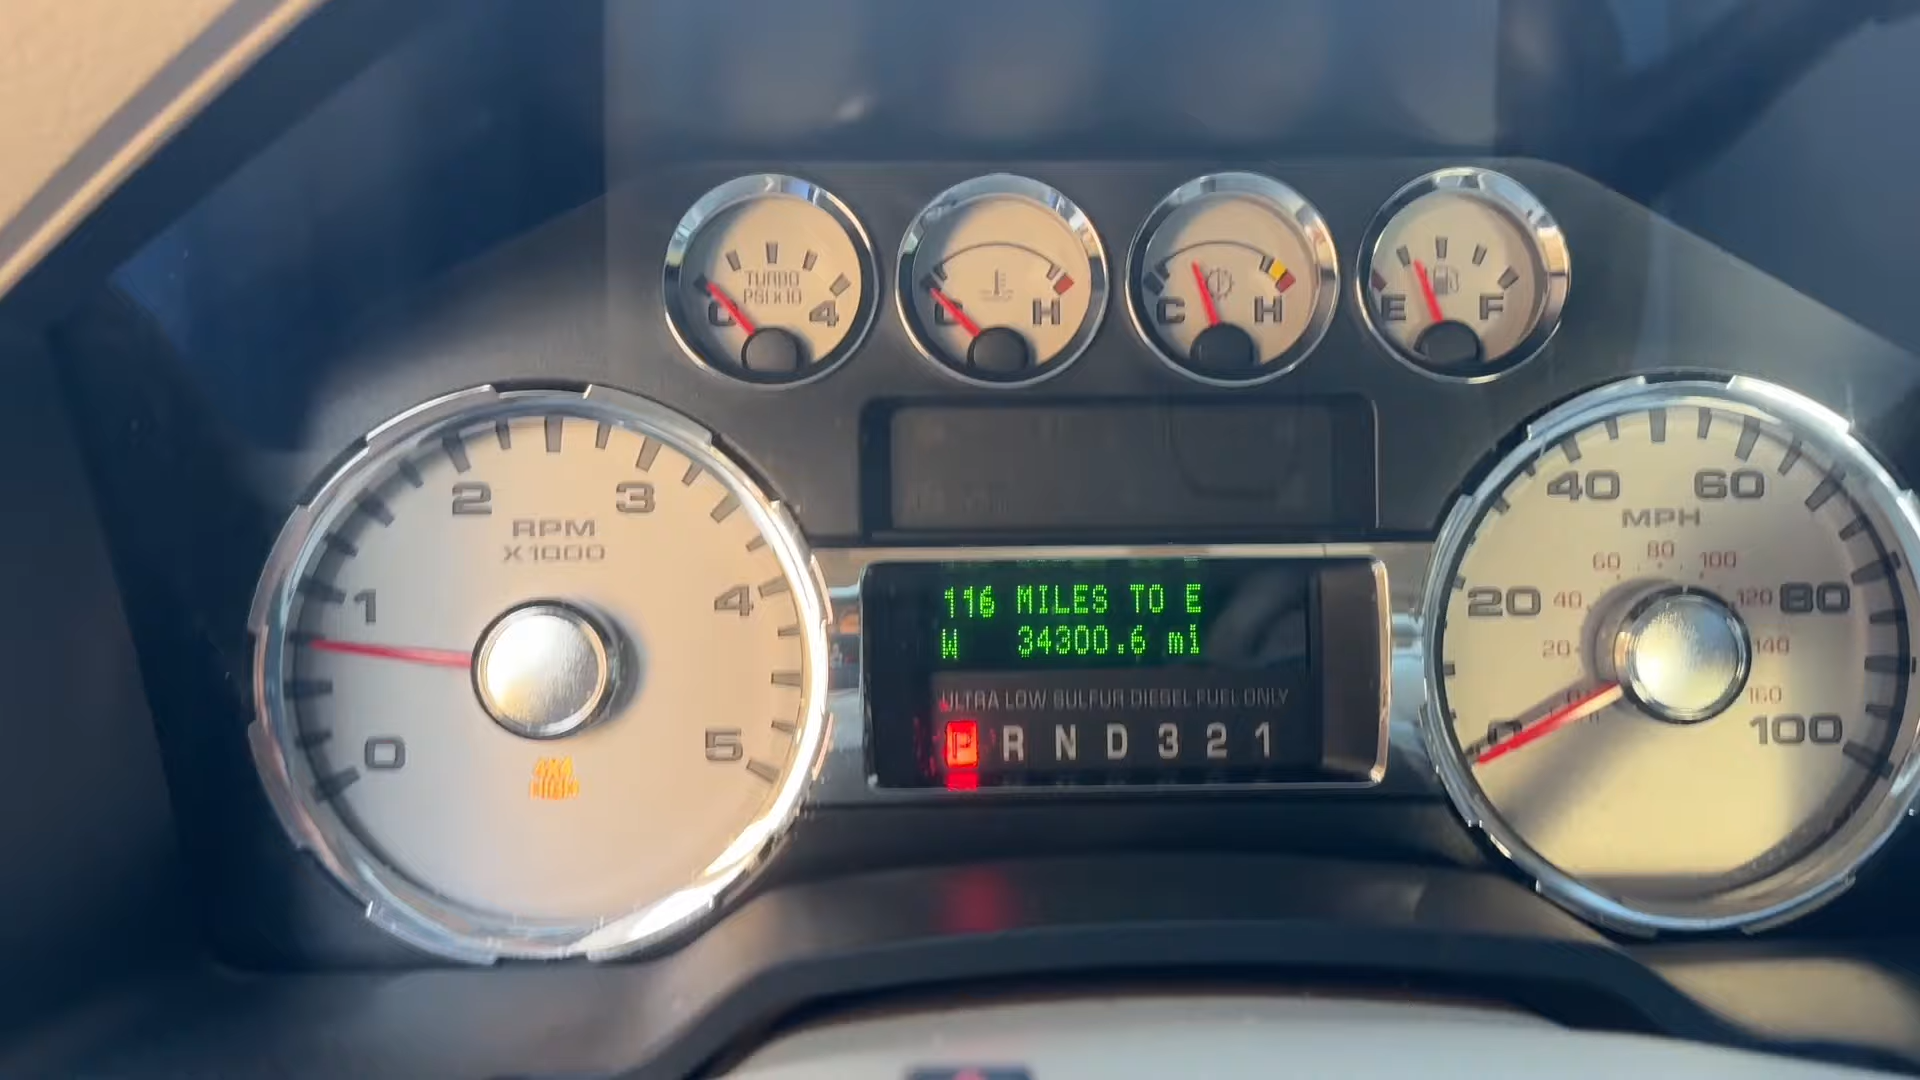 TURBO
PSIX10
0 4
C H
C H
E F
0 1 2 3 4 5
RPM
X1000
4X4
HIGH
116 MILES TO E
W 34300.6 mi
ULTRA LOW SULFUR DIESEL FUEL ONLY
P R N D 3 2 1
0 20 40 60 80 100
MPH
20 40 60 80 100 120 140 160